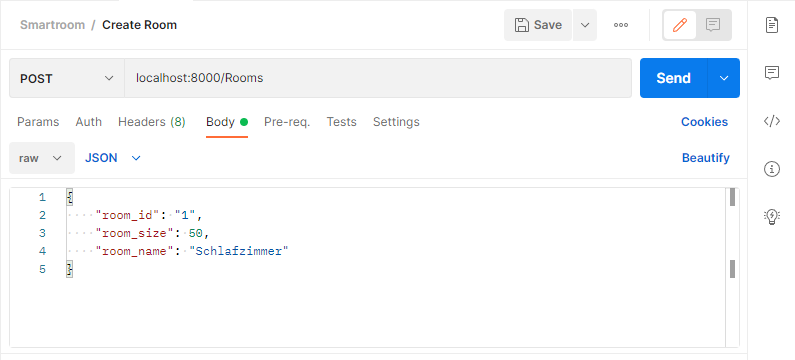 Smartroom / Create Room
Save
POST
localhost:8000/Rooms
Send
Params Auth Headers (8) Body Pre-req. Tests Settings Cookies
raw JSON Beautify
1 {
2 "room_id": "1",
3 "room_size": 50,
4 "room_name": "Schlafzimmer"
5 }